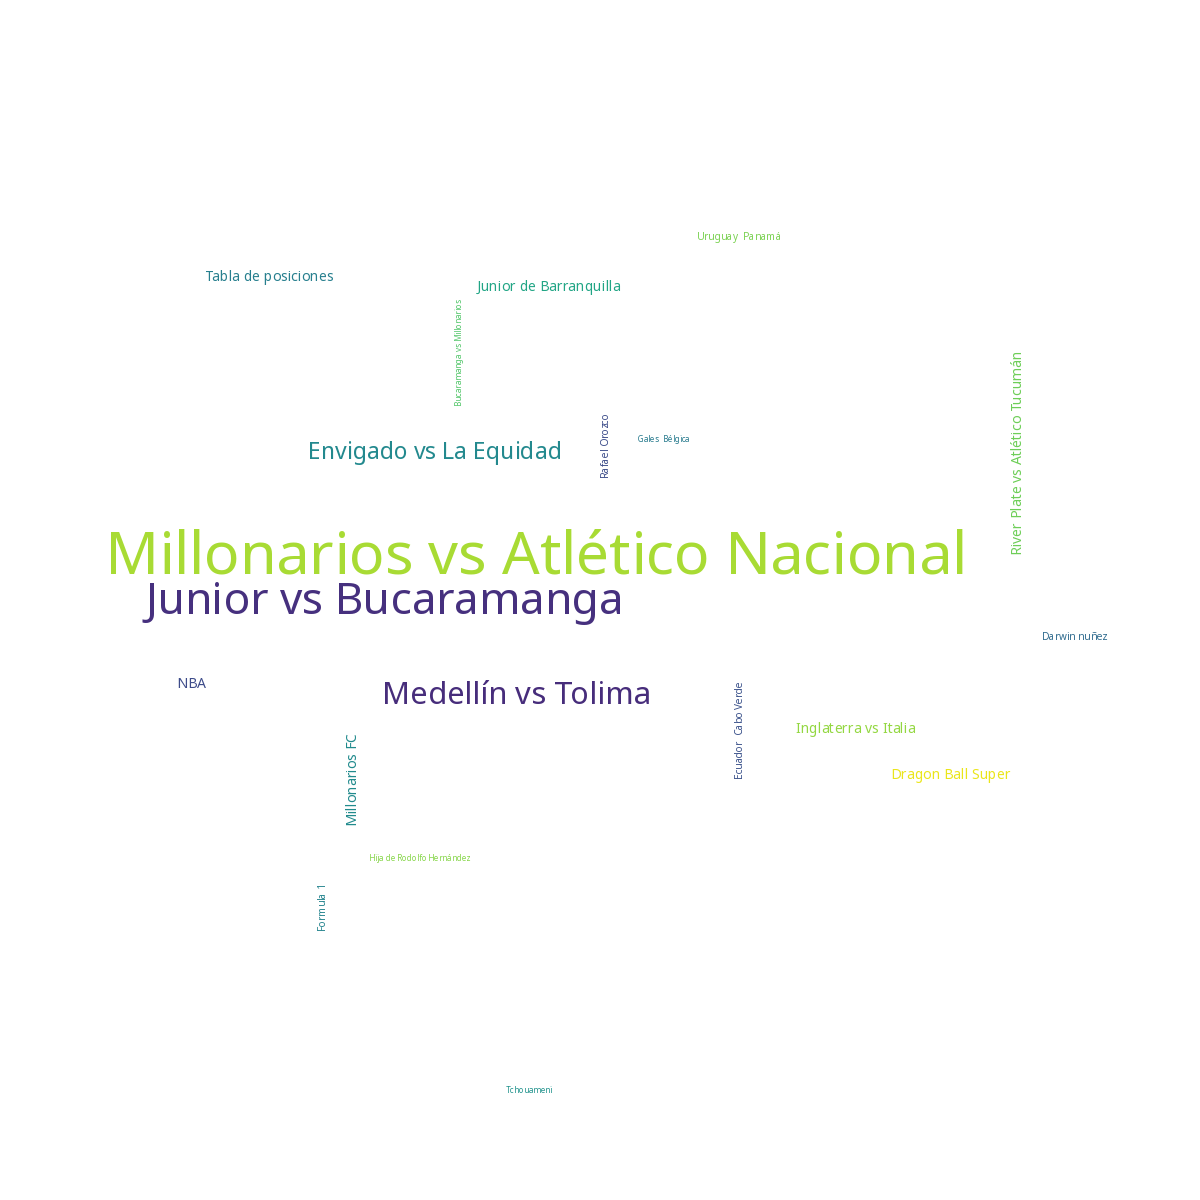 Uruguay Panamá
Tabla de posiciones
Junior de Barranquilla
Bucaramanga vs Millonarios
River Plate vs Atlético Tucumán
Rafael Orozco
Gales Bélgica
Envigado vs La Equidad
Millonarios vs Atlético Nacional
Junior vs Bucaramanga
Darwin nuñez
NBA
Medellín vs Tolima
Ecuador Cabo Verde
Inglaterra vs Italia
Millonarios FC
Dragon Ball Super
Hija de Rodolfo Hernández
Formula 1
Tchouameni